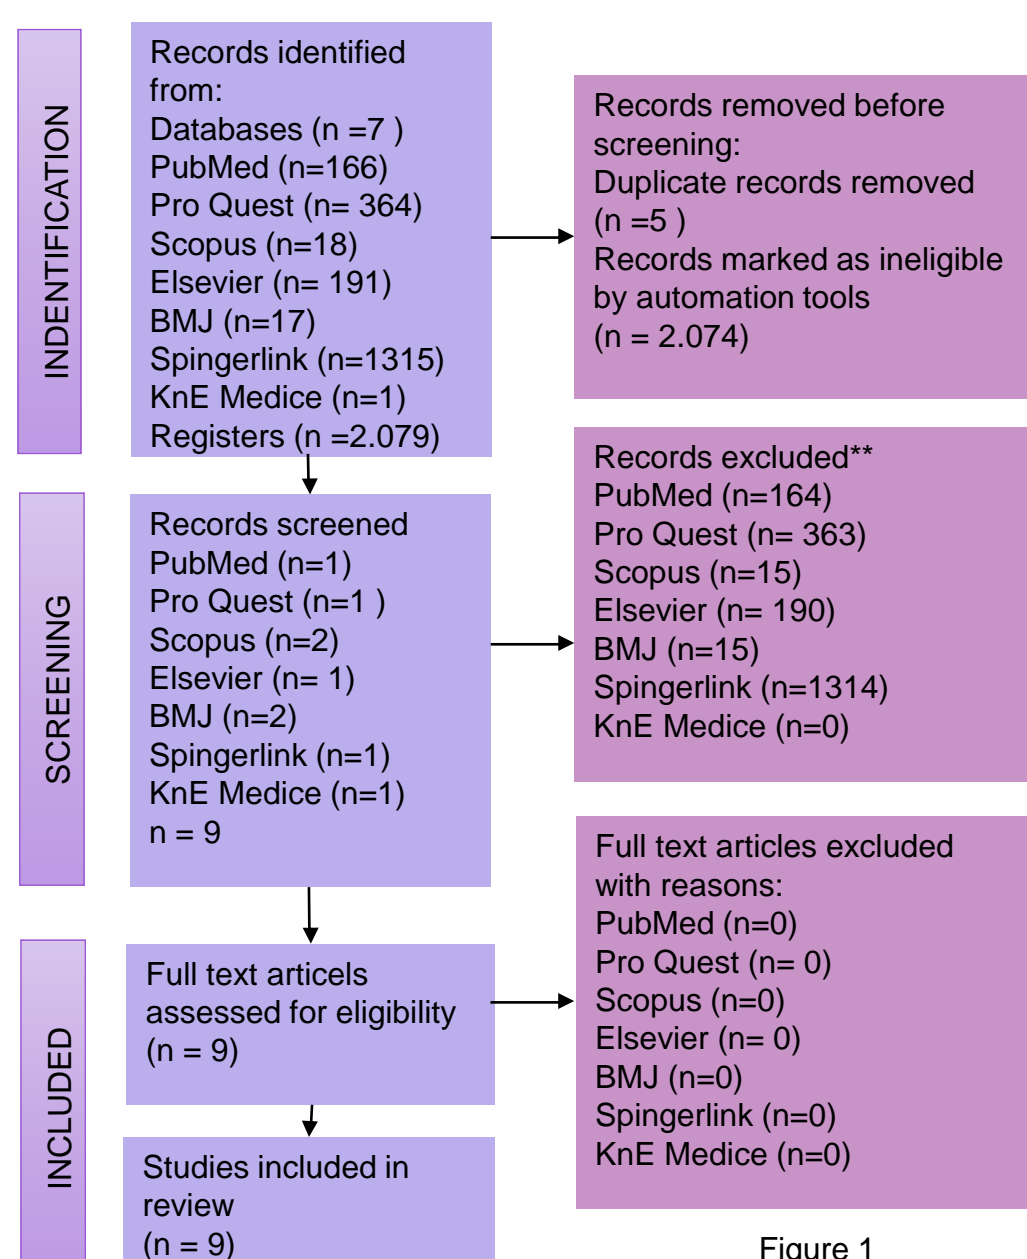 INDENTIFICATION
Records identified
from:
Databases (n =7 )
PubMed (n=166)
Pro Quest (n= 364)
Scopus (n=18)
Elsevier (n= 191)
BMJ (n=17)
Spingerlink (n=1315)
KnE Medice (n=1)
Registers (n =2.079)
Records removed before
screening:
Duplicate records removed
(n =5 )
Records marked as ineligible
by automation tools
(n = 2.074)
SCREENING
Records screened
PubMed (n=1)
Pro Quest (n=1 )
Scopus (n=2)
Elsevier (n= 1)
BMJ (n=2)
Spingerlink (n=1)
KnE Medice (n=1)
n = 9
Records excluded**
PubMed (n=164)
Pro Quest (n= 363)
Scopus (n=15)
Elsevier (n= 190)
BMJ (n=15)
Spingerlink (n=1314)
KnE Medice (n=0)
INCLUDED
Full text articels
assessed for eligibility
(n = 9)
Full text articles excluded
with reasons:
PubMed (n=0)
Pro Quest (n= 0)
Scopus (n=0)
Elsevier (n= 0)
BMJ (n=0)
Spingerlink (n=0)
KnE Medice (n=0)
Studies included in
review
(n = 9)
Figure 1